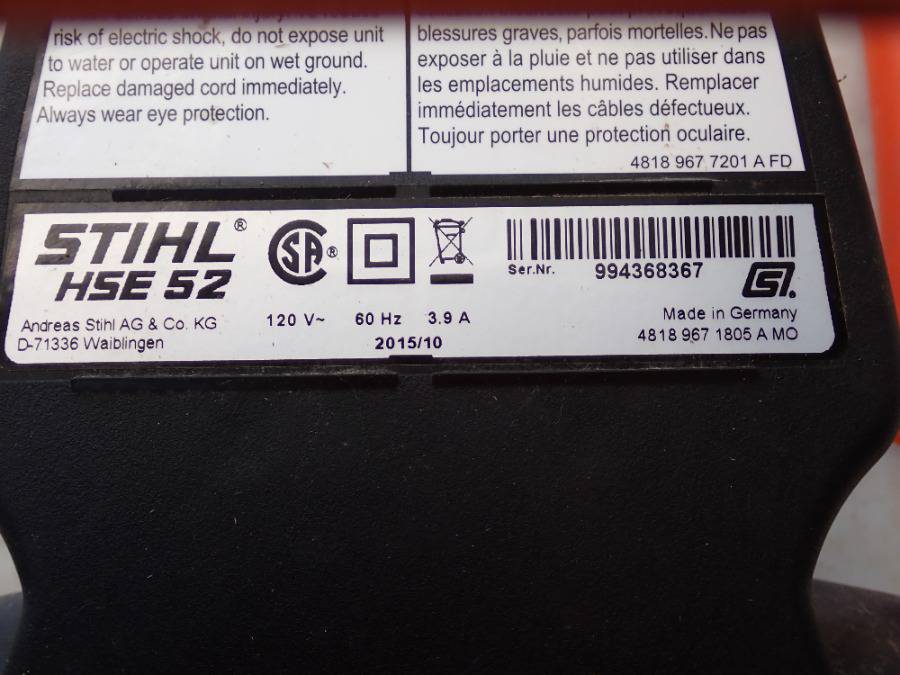 risk of electric shock, do not expose unit
to water or operate unit on wet ground.
Replace damaged cord immediately.
Always wear eye protection.
blessures graves, parfois mortelles. Ne pas
exposer à la pluie et ne pas utiliser dans
les emplacements humides. Remplacer
immédiatement les câbles défectueux.
Toujour porter une protection oculaire.
4818 967 7201 A FD
STIHL®
HSE 52
Andreas Stihl AG & Co. KG
D-71336 Waiblingen
SA ®
120 V~ 60 Hz 3.9 A
2015/10
Ser.Nr. 994368367
Made in Germany
4818 967 1805 A MO